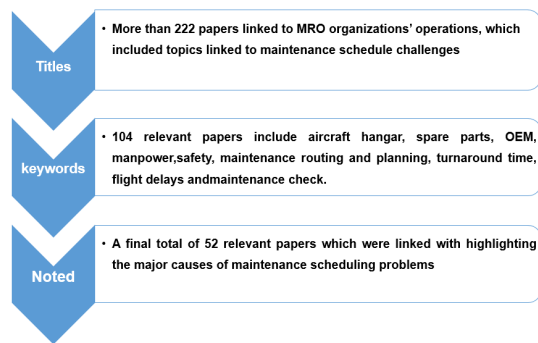 Titles
• More than 222 papers linked to MRO organizations’ operations, which
included topics linked to maintenance schedule challenges
keywords
• 104 relevant papers include aircraft hangar, spare parts, OEM,
manpower,safety, maintenance routing and planning, turnaround time,
flight delays andmaintenance check.
Noted
• A final total of 52 relevant papers which were linked with highlighting
the major causes of maintenance scheduling problems